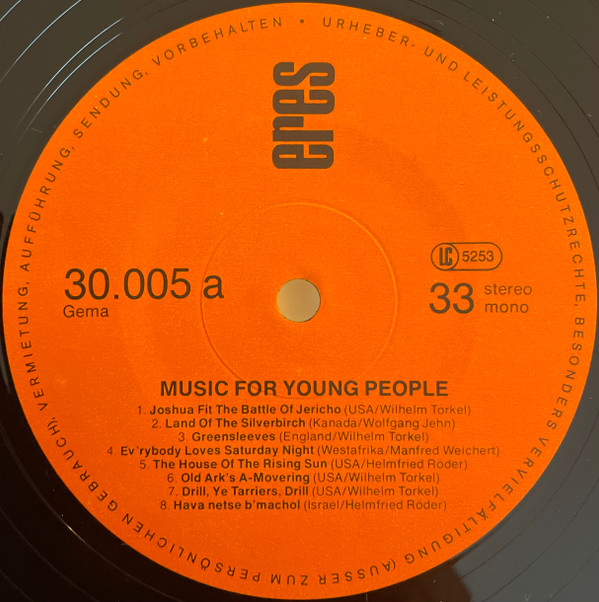 URHEBER- UND LEISTUNGSSCHUTZRECHTE, BESONDERS VERVIELFÄLTIGUNG (AUSSER ZUM PERSÖNLICHEN GEBRAUCH), VERMIETUNG, AUFFÜHRUNG, SENDUNG, VORBEHALTEN •
eres
LC 5253
30.005 a
Gema
33 stereo
mono
MUSIC FOR YOUNG PEOPLE
1. Joshua Fit The Battle Of Jericho (USA/Wilhelm Torkel)
2. Land Of The Silverbirch (Kanada/Wolfgang Jehn)
3. Greensleeves (England/Wilhelm Torkel)
4. Ev'rybody Loves Saturday Night (Westafrika/Manfred Weichert)
5. The House Of The Rising Sun (USA/Helmfried Röder)
6. Old Ark's A-Movering (USA/Wilhelm Torkel)
7. Drill, Ye Tarriers, Drill (USA/Wilhelm Torkel)
8. Hava netse b'machol (Israel/Helmfried Röder)